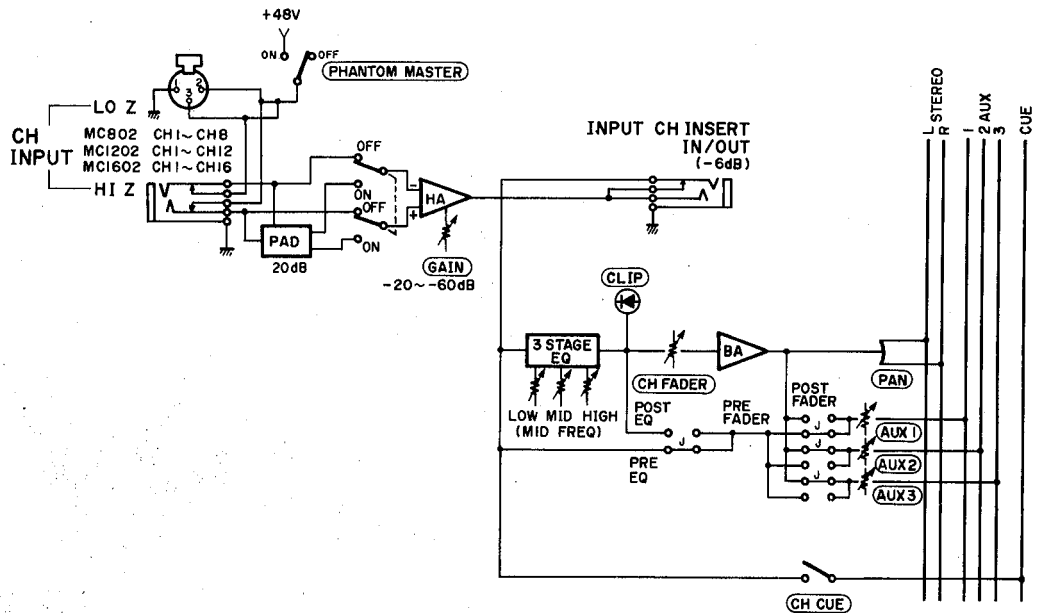 +48V
ON OFF
PHANTOM MASTER
1 2
3
LO Z
CH
INPUT
MC802 CH1~CH8
MC1202 CH1~CH12
MC1602 CH1~CH16
HI Z
OFF
ON
OFF
ON
PAD
20dB
-
+
HA
GAIN
-20~-60dB
INPUT CH INSERT
IN/OUT
(-6dB)
L STEREO
R
1
2 AUX
3
CUE
CLIP
3 STAGE
EQ
LOW MID HIGH
(MID FREQ)
CH FADER
BA
PAN
POST
EQ
PRE
FADER
POST
FADER
J
PRE
EQ
J
J
J
AUX1
AUX2
AUX3
CH CUE